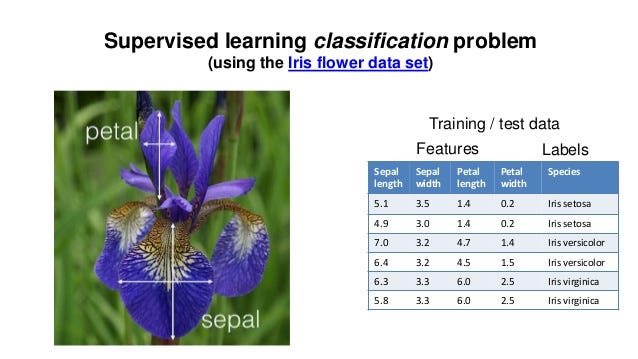 Supervised learning classification problem
(using the Iris flower data set)
petal
sepal
Training / test data
Features Labels
Sepal length Sepal width Petal length Petal width Species
5.1 3.5 1.4 0.2 Iris setosa
4.9 3.0 1.4 0.2 Iris setosa
7.0 3.2 4.7 1.4 Iris versicolor
6.4 3.2 4.5 1.5 Iris versicolor
6.3 3.3 6.0 2.5 Iris virginica
5.8 3.3 6.0 2.5 Iris virginica